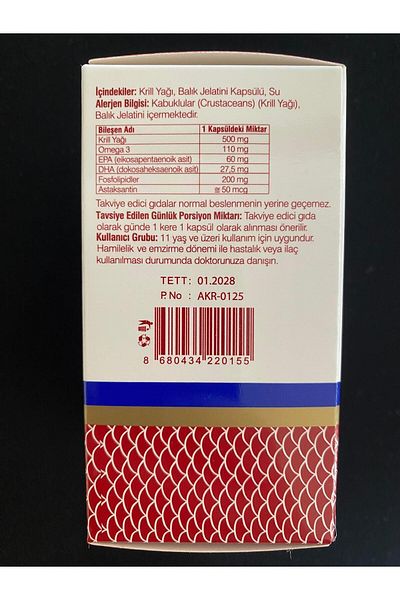 İçindekiler: Krill Yağı, Balık Jelatini Kapsülü, Su
Alerjen Bilgisi: Kabuklular (Crustaceans) (Krill Yağı),
Balık Jelatini içermektedir.
Bileşen Adı 1 Kapsüldeki Miktar
Krill Yağı 500 mg
Omega 3 110 mg
EPA (eikosapentaenoik asit) 60 mg
DHA (dokosaheksaenoik asit) 27,5 mg
Fosfolipidler 200 mg
Astaksantin ≅ 50 mcg
Takviye edici gıdalar normal beslenmenin yerine geçemez.
Tavsiye Edilen Günlük Porsiyon Miktarı: Takviye edici gıda
olarak günde 1 kere 1 kapsül olarak alınması önerilir.
Kullanıcı Grubu: 11 yaş ve üzeri kullanım için uygundur.
Hamilelik ve emzirme dönemi ile hastalık veya ilaç
kullanılması durumunda doktorunuza danışın.
TETT: 01.2028
P.No : AKR-0125
8 680434 220155